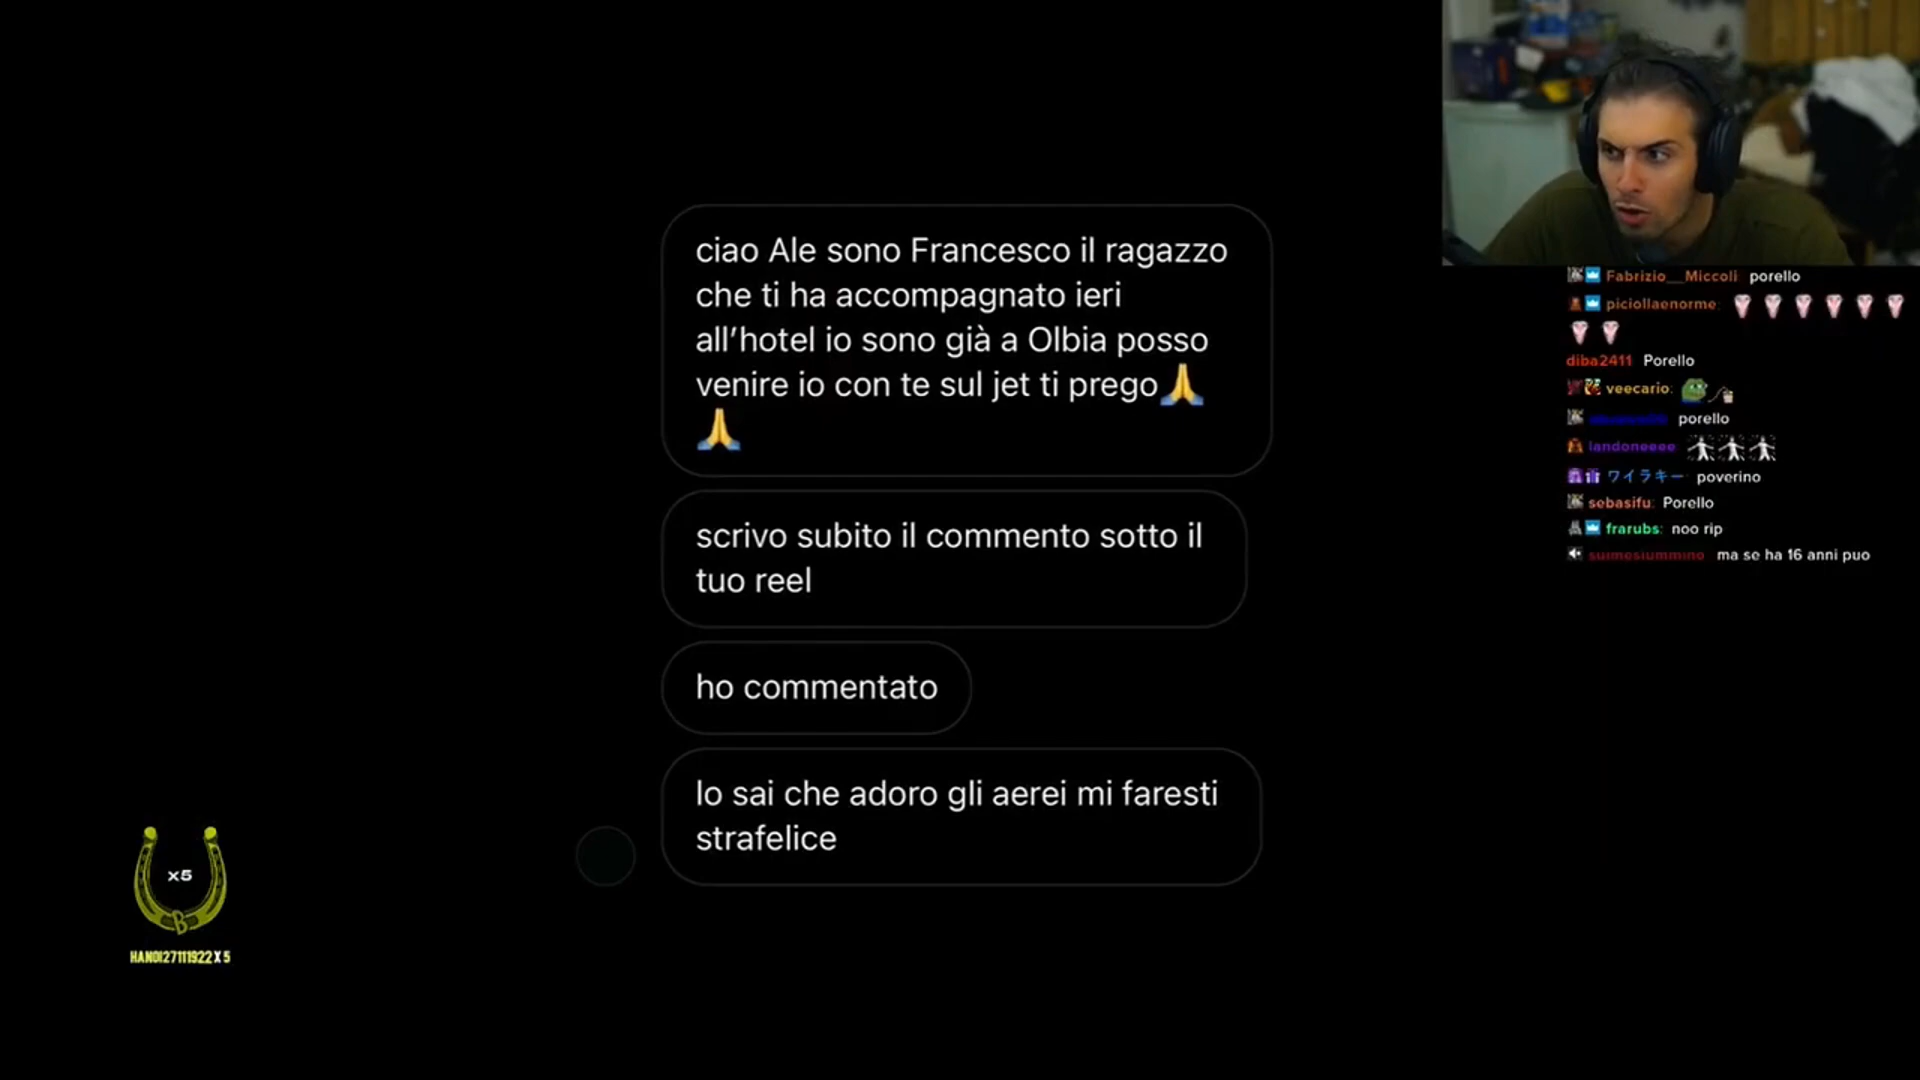 ciao Ale sono Francesco il ragazzo
che ti ha accompagnato ieri
all’hotel io sono già a Olbia posso
venire io con te sul jet ti prego🙏
🙏
scrivo subito il commento sotto il
tuo reel
ho commentato
lo sai che adoro gli aerei mi faresti
strafelice
Fabrizio__Miccoli: porello
piciollaenorme:
diba2411 Porello
veecario:
porello
landoneeee:
ワイラキー poverino
sebasifu: Porello
frarubs: noo rip
suimesiummino ma se ha 16 anni puo
x5
B
HANOI27111922 X 5